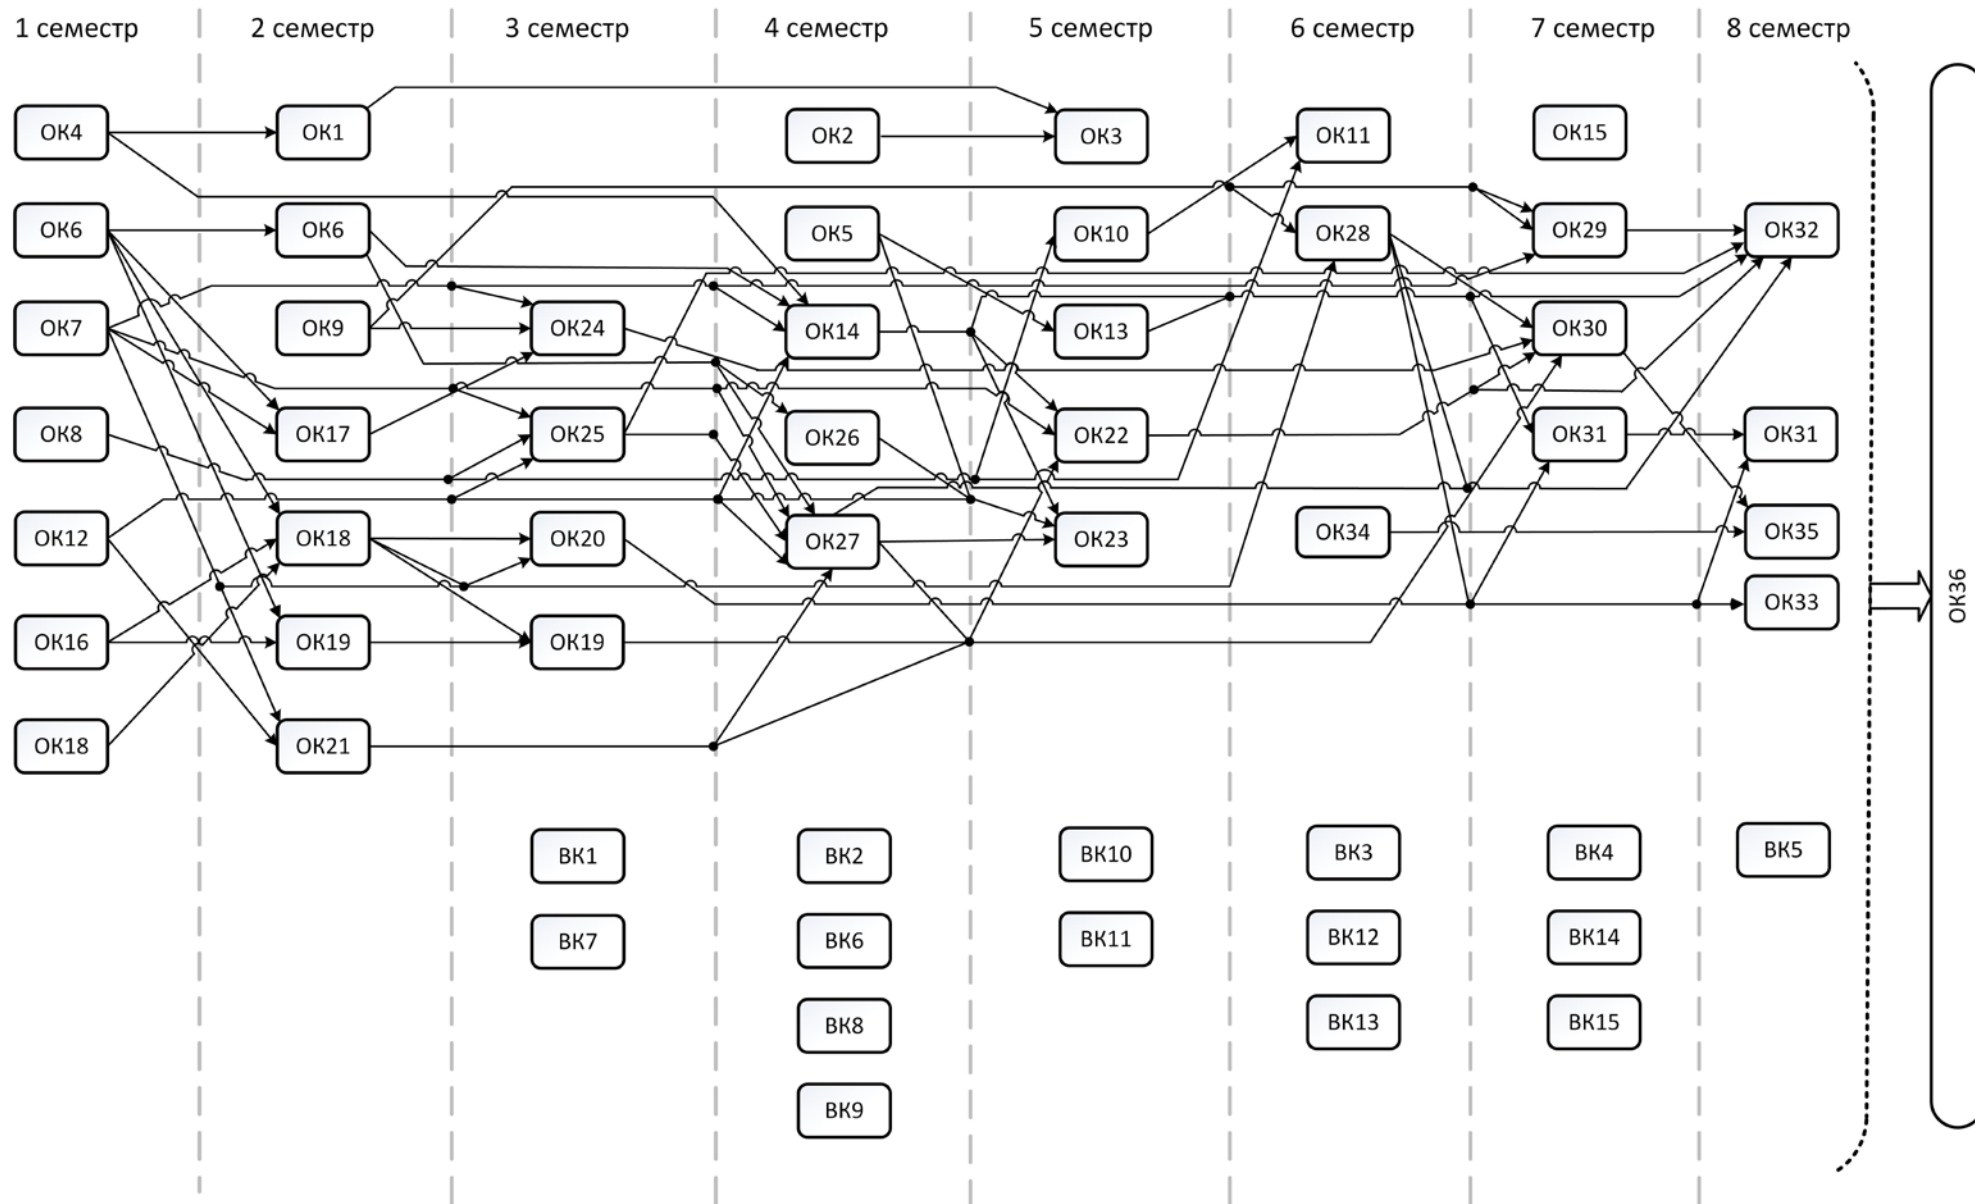 1 семестр 2 семестр 3 семестр 4 семестр 5 семестр 6 семестр 7 семестр 8 семестр
ОК4 ОК1 ОК2 ОК3 ОК11 ОК15
ОК6 ОК6 ОК5 ОК10 ОК28 ОК29 ОК32
ОК7 ОК9 ОК24 ОК14 ОК13 ОК30
ОК8 ОК17 ОК25 ОК26 ОК22 ОК31 ОК31
ОК12 ОК18 ОК20 ОК27 ОК23 ОК34 ОК35
ОК33
ОК36
ОК16 ОК19 ОК19
ОК18 ОК21
ВК1 ВК2 ВК10 ВК3 ВК4 ВК5
ВК7 ВК6 ВК11 ВК12 ВК14
ВК8 ВК13 ВК15
ВК9